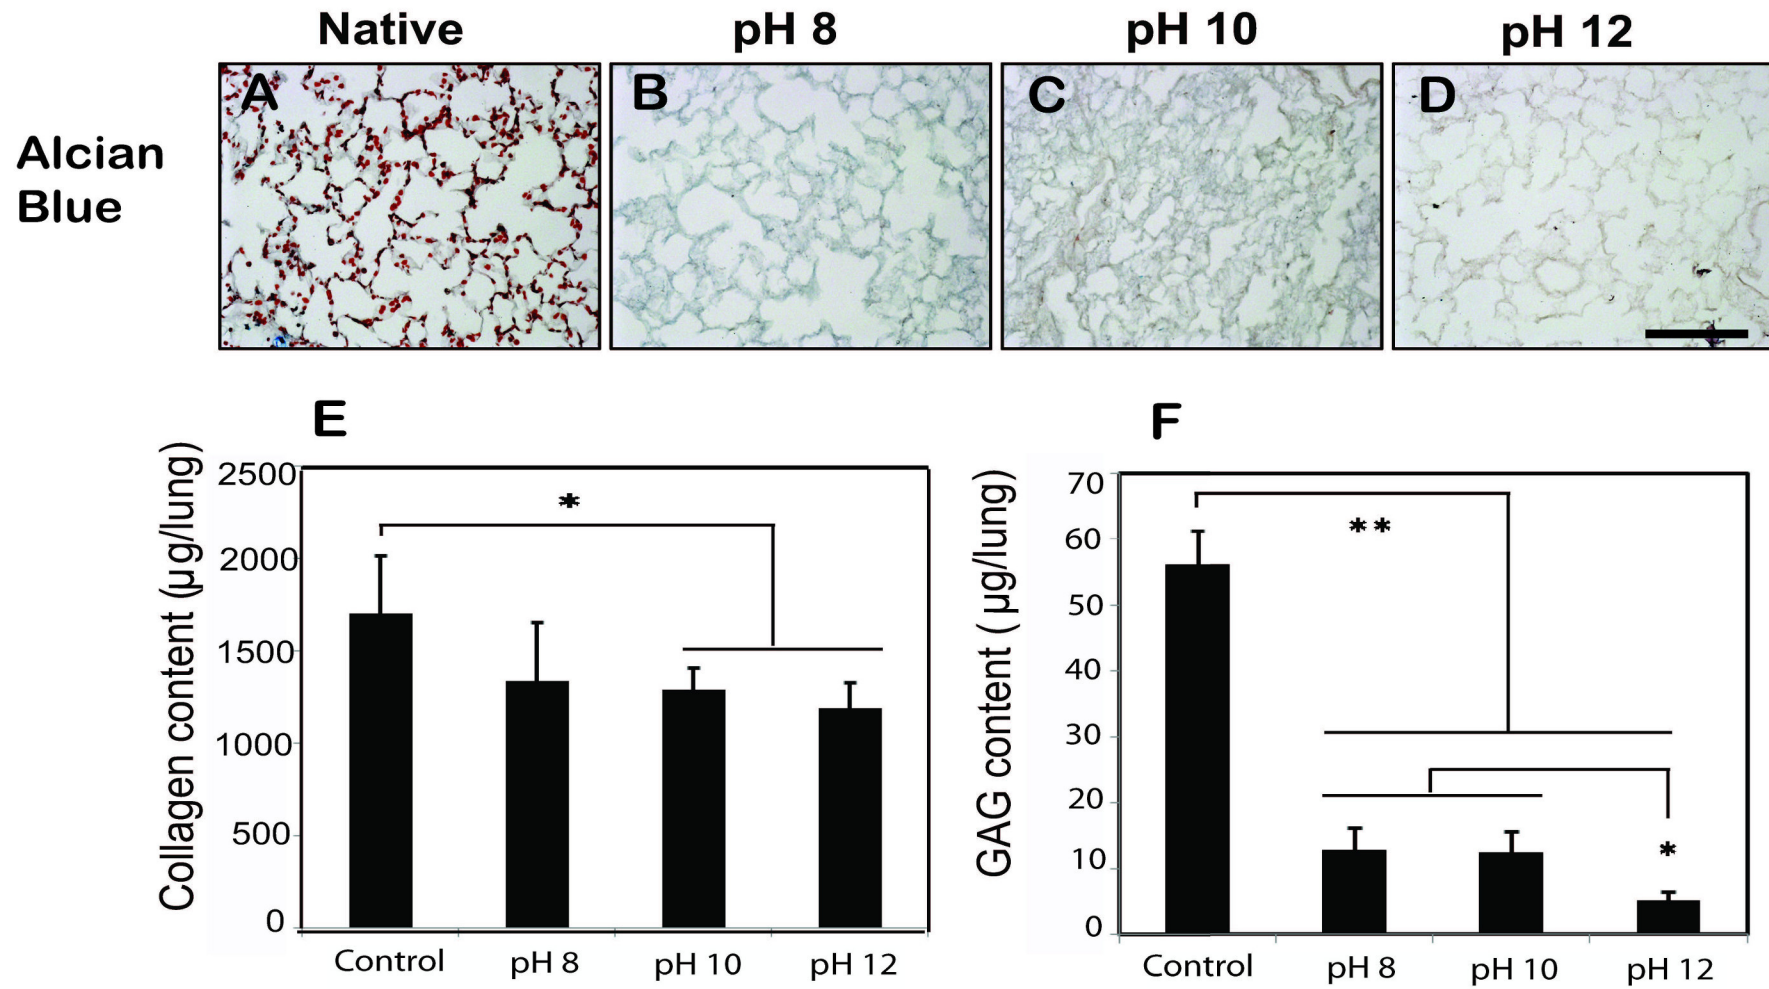 Native pH 8 pH 10 pH 12
A B C D
Alcian
Blue
E
Collagen content (µg/lung)
2500
2000
1500
1000
500
0
*
Control pH 8 pH 10 pH 12
F
GAG content ( µg/lung)
70
60
50
40
30
20
10
0
**
*
Control pH 8 pH 10 pH 12